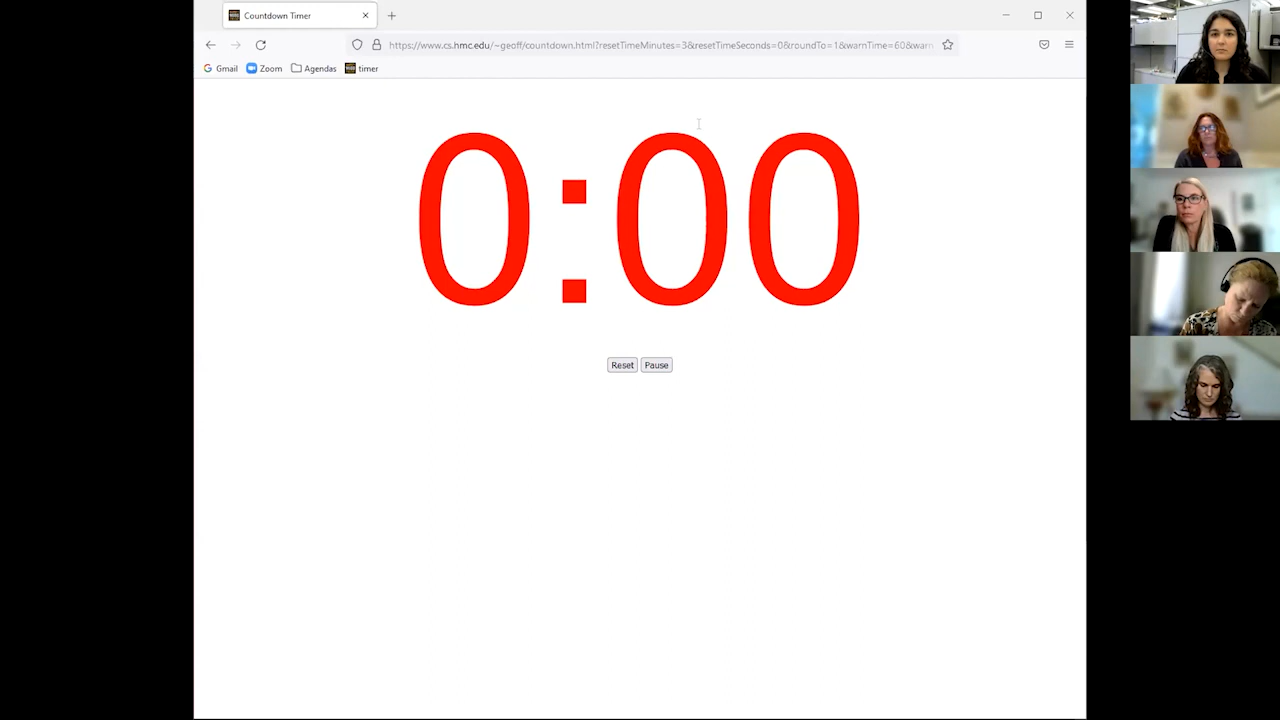 Countdown Timer
https://www.cs.hmc.edu/~geoff/countdown.html?resetTimeMinutes=3&resetTimeSeconds=0&roundTo=1&warnTime=60&warn
Gmail Zoom Agendas timer
0:00
Reset Pause